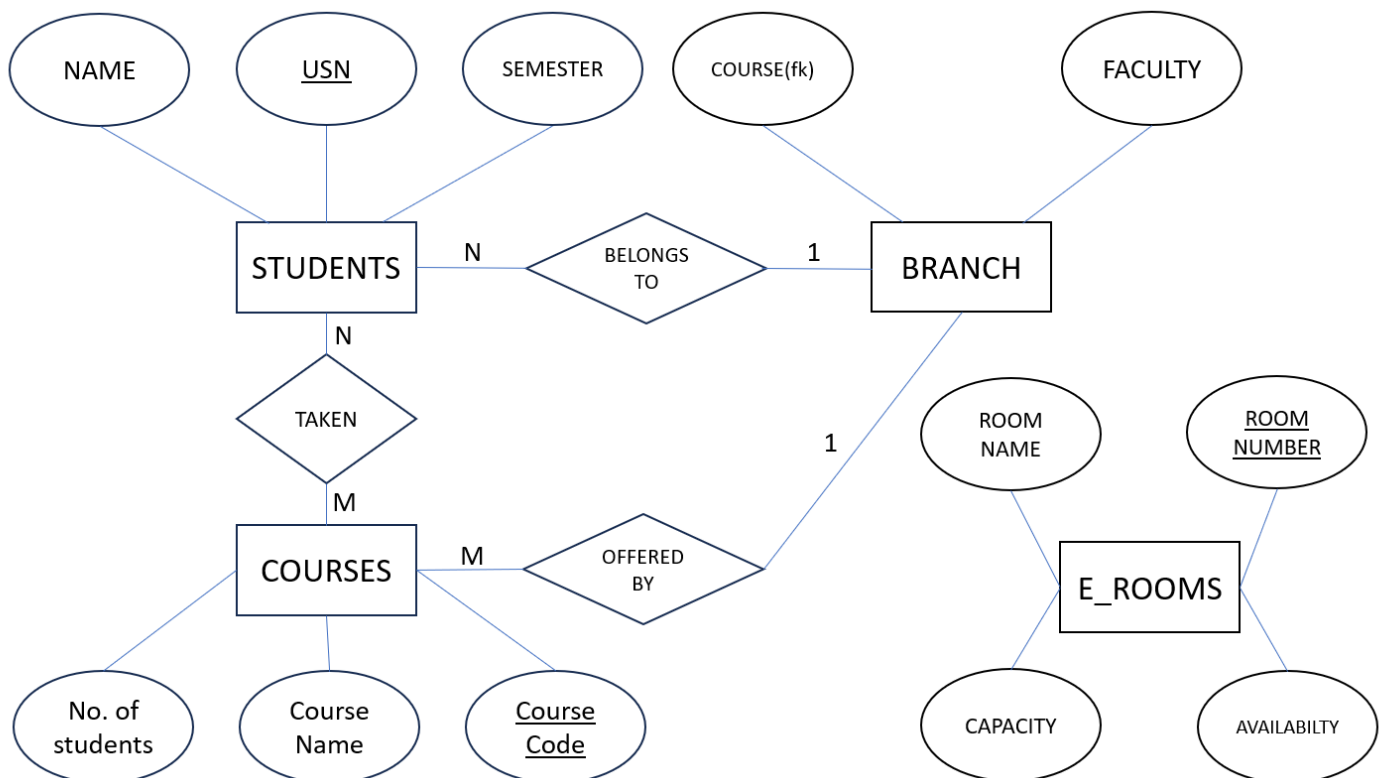 NAME
USN
SEMESTER
COURSE(fk)
FACULTY
STUDENTS
N
BELONGS
TO
1
BRANCH
N
TAKEN
M
1
ROOM
NAME
ROOM
NUMBER
COURSES
M
OFFERED
BY
E_ROOMS
No. of
students
Course
Name
Course
Code
CAPACITY
AVAILABILTY